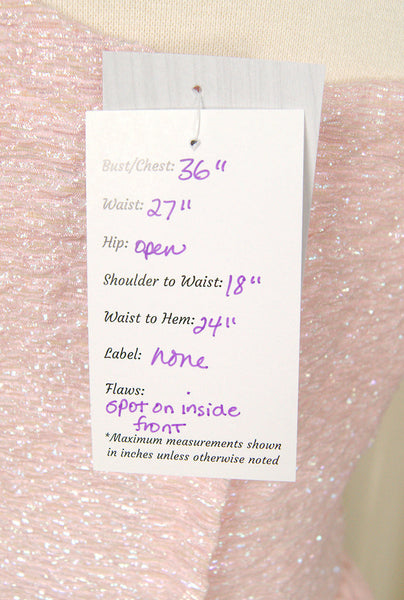 Bust/Chest: 36"
Waist: 27"
Hip: open
Shoulder to Waist: 18"
Waist to Hem: 24"
Label: none
Flaws:
spot on inside
front
*Maximum measurements shown
in inches unless otherwise noted